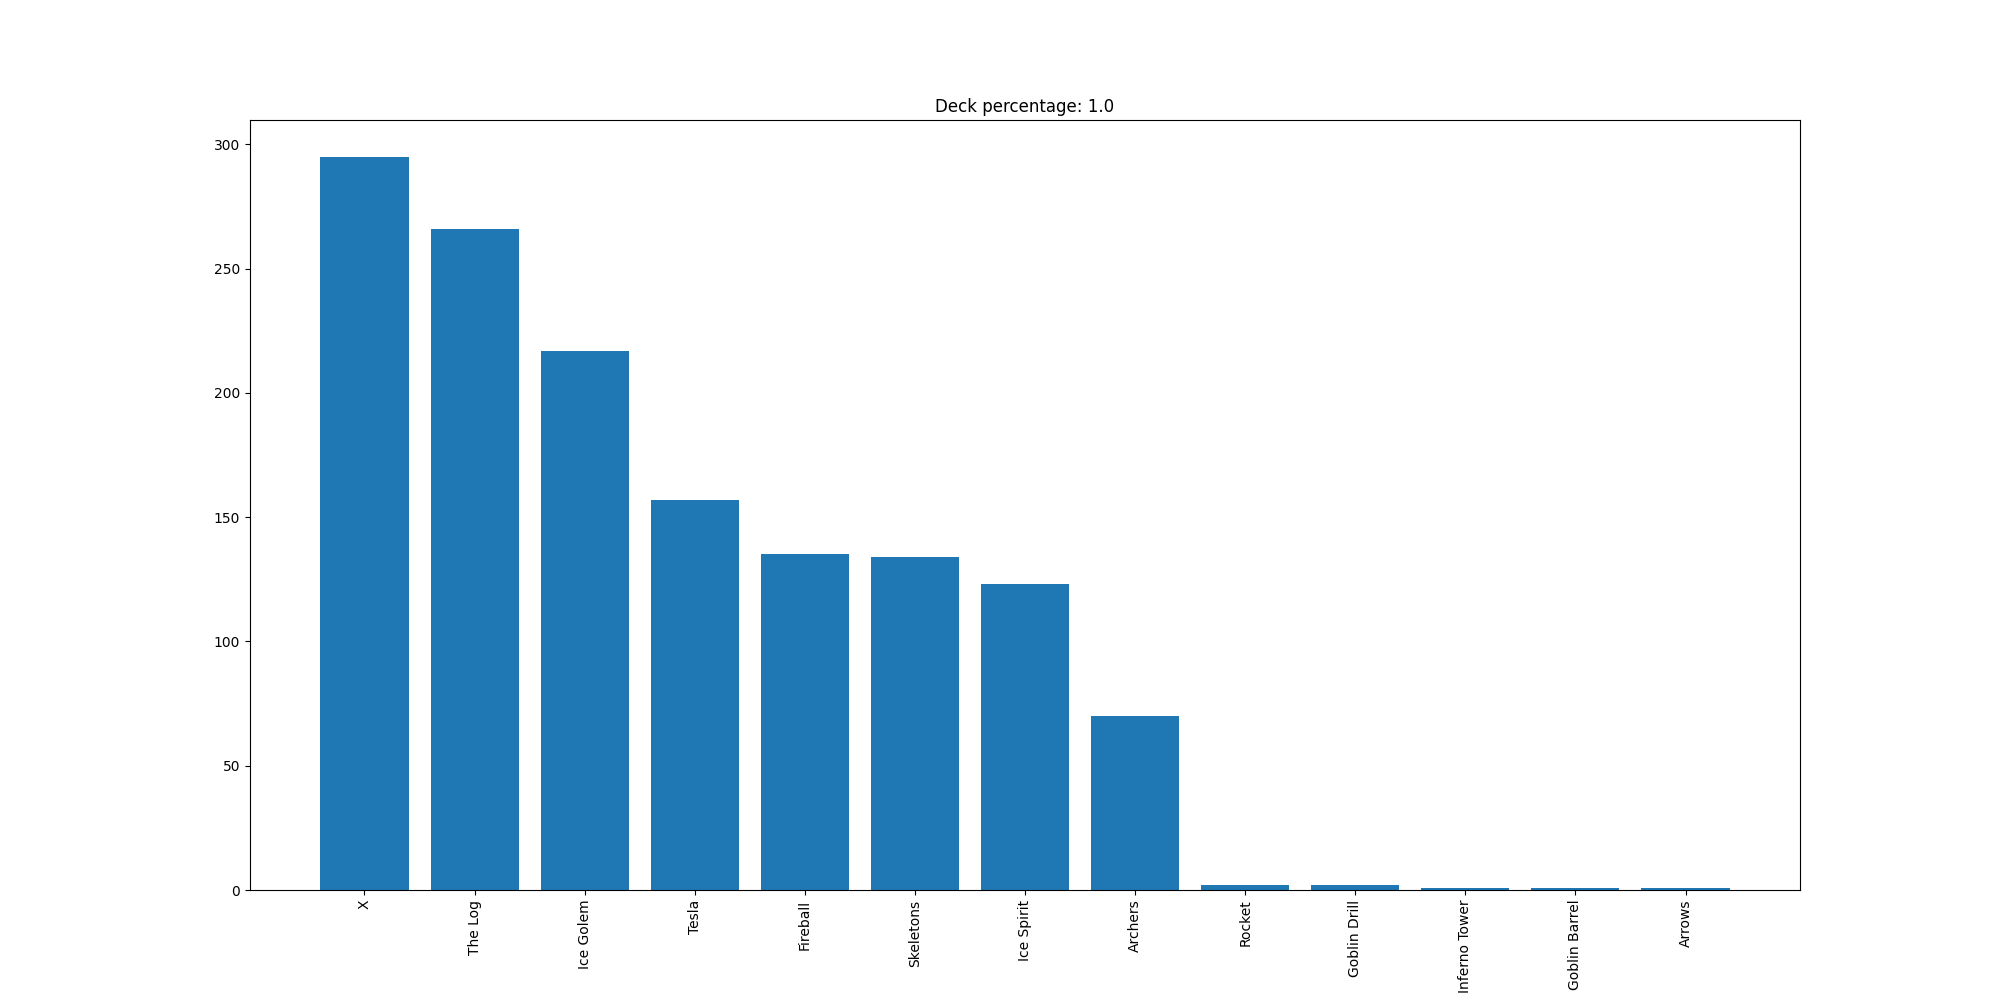 Deck percentage: 1.0
300
250
200
150
100
50
0
X
The Log
Ice Golem
Tesla
Fireball
Skeletons
Ice Spirit
Archers
Rocket
Goblin Drill
Inferno Tower
Goblin Barrel
Arrows